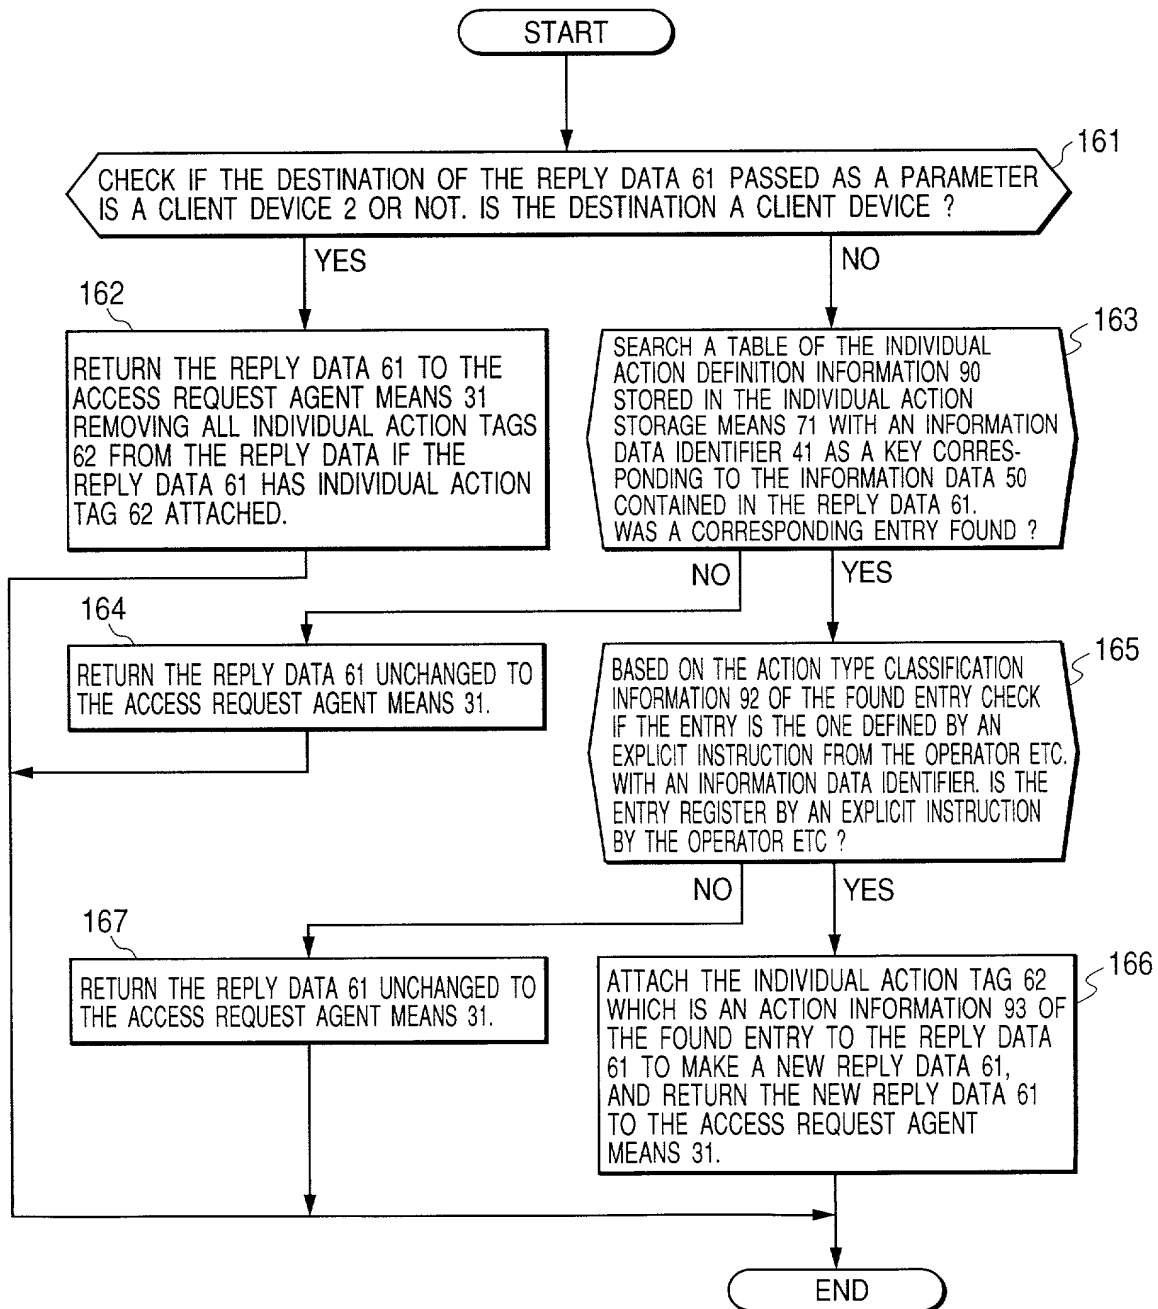 START
161
CHECK IF THE DESTINATION OF THE REPLY DATA 61 PASSED AS A PARAMETER
IS A CLIENT DEVICE 2 OR NOT. IS THE DESTINATION A CLIENT DEVICE ?
YES
NO
162
RETURN THE REPLY DATA 61 TO THE
ACCESS REQUEST AGENT MEANS 31
REMOVING ALL INDIVIDUAL ACTION TAGS
62 FROM THE REPLY DATA IF THE
REPLY DATA 61 HAS INDIVIDUAL ACTION
TAG 62 ATTACHED.
163
SEARCH A TABLE OF THE INDIVIDUAL
ACTION DEFINITION INFORMATION 90
STORED IN THE INDIVIDUAL ACTION
STORAGE MEANS 71 WITH AN INFORMATION
DATA IDENTIFIER 41 AS A KEY CORRES-
PONDING TO THE INFORMATION DATA 50
CONTAINED IN THE REPLY DATA 61.
WAS A CORRESPONDING ENTRY FOUND ?
NO
YES
164
RETURN THE REPLY DATA 61 UNCHANGED TO
THE ACCESS REQUEST AGENT MEANS 31.
165
BASED ON THE ACTION TYPE CLASSIFICATION
INFORMATION 92 OF THE FOUND ENTRY CHECK
IF THE ENTRY IS THE ONE DEFINED BY AN
EXPLICIT INSTRUCTION FROM THE OPERATOR ETC.
WITH AN INFORMATION DATA IDENTIFIER. IS THE
ENTRY REGISTER BY AN EXPLICIT INSTRUCTION
BY THE OPERATOR ETC ?
NO
YES
167
RETURN THE REPLY DATA 61 UNCHANGED TO
THE ACCESS REQUEST AGENT MEANS 31.
166
ATTACH THE INDIVIDUAL ACTION TAG 62
WHICH IS AN ACTION INFORMATION 93 OF
THE FOUND ENTRY TO THE REPLY DATA
61 TO MAKE A NEW REPLY DATA 61,
AND RETURN THE NEW REPLY DATA 61
TO THE ACCESS REQUEST AGENT
MEANS 31.
END